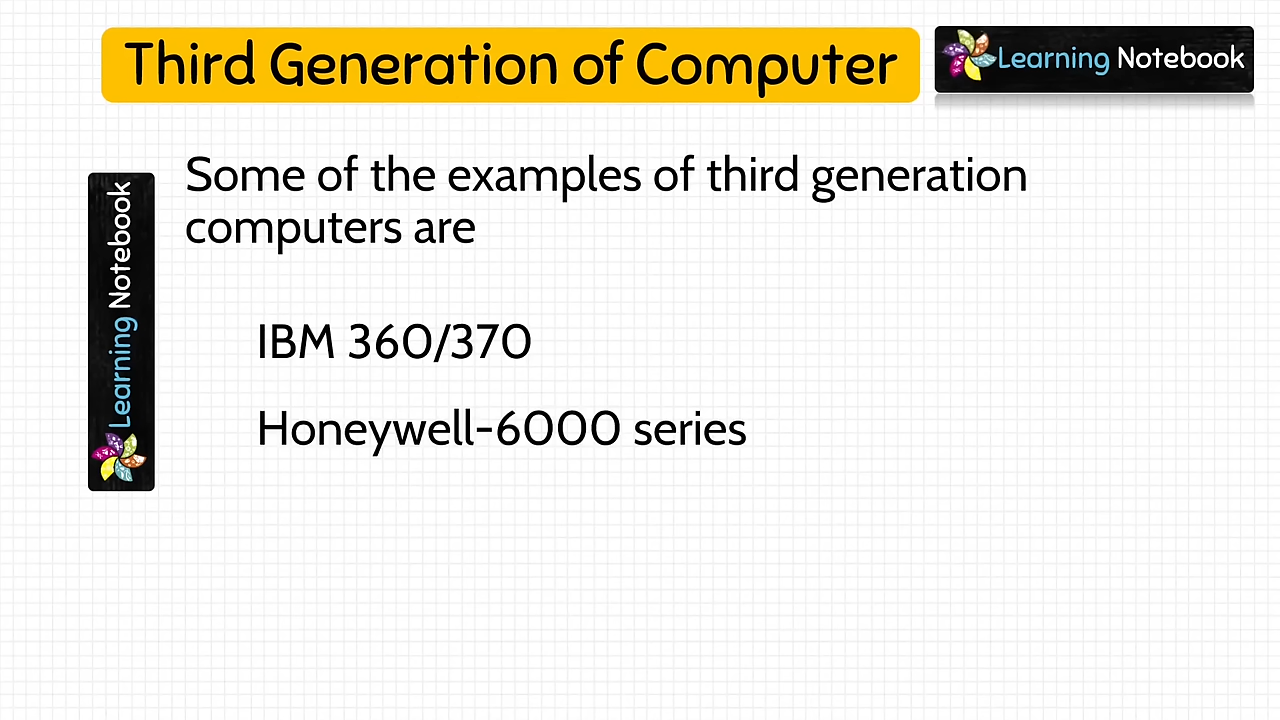 Third Generation of Computer
Learning Notebook
Learning Notebook
Some of the examples of third generation
computers are
IBM 360/370
Honeywell-6000 series